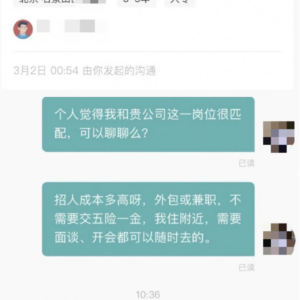 3月2日 00:54 由你发起的沟通
个人觉得我和贵公司这一岗位很匹
配，可以聊聊么？
已读
招人成本多高呀，外包或兼职，不
需要交五险一金，我住附近，需要
面谈、开会都可以随时去的。
已读
10:36